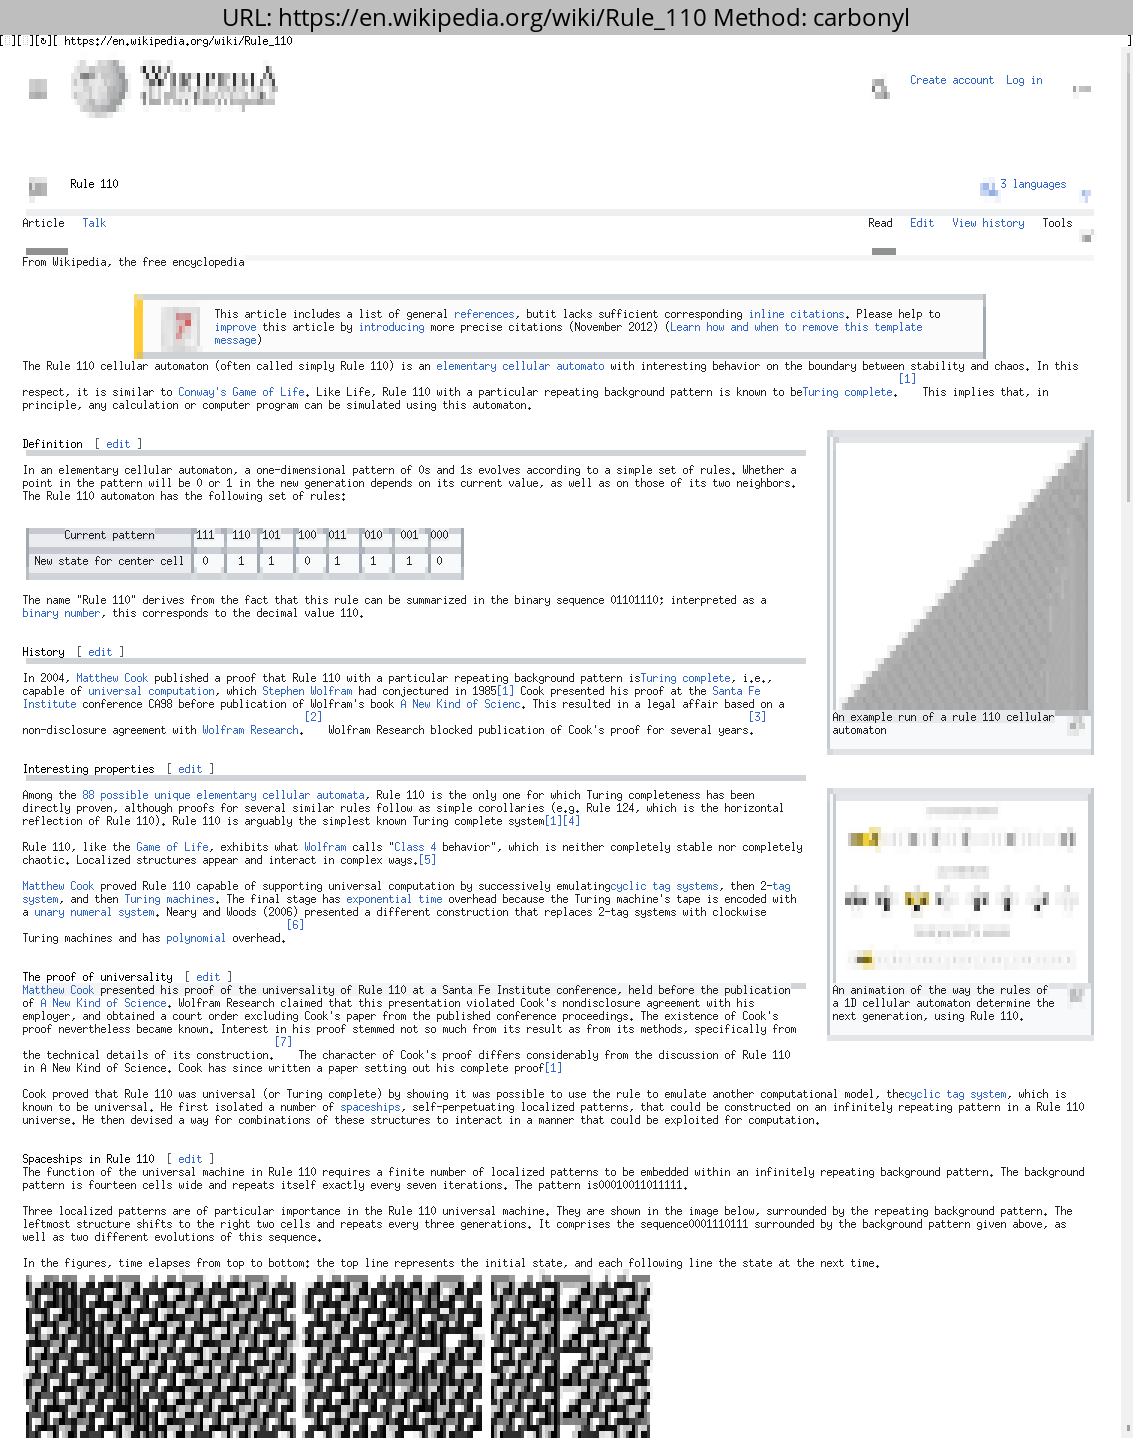 URL: https://en.wikipedia.org/wiki/Rule_110 Method: carbonyl
[ ][ ][↻][ https://en.wikipedia.org/wiki/Rule_110 ]
WIKIPEDIA
Create account Log in
Rule 110
3 languages
Article Talk
Read Edit View history Tools
From Wikipedia, the free encyclopedia
This article includes a list of general references, butit lacks sufficient corresponding inline citations. Please help to
improve this article by introducing more precise citations (November 2012) (Learn how and when to remove this template
message)
The Rule 110 cellular automaton (often called simply Rule 110) is an elementary cellular automato with interesting behavior on the boundary between stability and chaos. In this
[1]
respect, it is similar to Conway's Game of Life. Like Life, Rule 110 with a particular repeating background pattern is known to beTuring complete. This implies that, in
principle, any calculation or computer program can be simulated using this automaton.
Definition [ edit ]
In an elementary cellular automaton, a one-dimensional pattern of 0s and 1s evolves according to a simple set of rules. Whether a
point in the pattern will be 0 or 1 in the new generation depends on its current value, as well as on those of its two neighbors.
The Rule 110 automaton has the following set of rules:
Current pattern 111 110 101 100 011 010 001 000
New state for center cell 0 1 1 0 1 1 1 0
The name "Rule 110" derives from the fact that this rule can be summarized in the binary sequence 01101110; interpreted as a
binary number, this corresponds to the decimal value 110.
History [ edit ]
In 2004, Matthew Cook published a proof that Rule 110 with a particular repeating background pattern isTuring complete, i.e.,
capable of universal computation, which Stephen Wolfram had conjectured in 1985[1] Cook presented his proof at the Santa Fe
Institute conference CA98 before publication of Wolfram's book A New Kind of Scienc. This resulted in a legal affair based on a
[2] [3]
non-disclosure agreement with Wolfram Research. Wolfram Research blocked publication of Cook's proof for several years.
An example run of a rule 110 cellular
automaton
Interesting properties [ edit ]
Among the 88 possible unique elementary cellular automata, Rule 110 is the only one for which Turing completeness has been
directly proven, although proofs for several similar rules follow as simple corollaries (e.g. Rule 124, which is the horizontal
reflection of Rule 110). Rule 110 is arguably the simplest known Turing complete system[1][4]
Rule 110, like the Game of Life, exhibits what Wolfram calls "Class 4 behavior", which is neither completely stable nor completely
chaotic. Localized structures appear and interact in complex ways.[5]
Matthew Cook proved Rule 110 capable of supporting universal computation by successively emulatingcyclic tag systems, then 2-tag
system, and then Turing machines. The final stage has exponential time overhead because the Turing machine's tape is encoded with
a unary numeral system. Neary and Woods (2006) presented a different construction that replaces 2-tag systems with clockwise
[6]
Turing machines and has polynomial overhead.
The proof of universality [ edit ]
Matthew Cook presented his proof of the universality of Rule 110 at a Santa Fe Institute conference, held before the publication
of A New Kind of Science. Wolfram Research claimed that this presentation violated Cook's nondisclosure agreement with his
employer, and obtained a court order excluding Cook's paper from the published conference proceedings. The existence of Cook's
proof nevertheless became known. Interest in his proof stemmed not so much from its result as from its methods, specifically from
[7]
the technical details of its construction. The character of Cook's proof differs considerably from the discussion of Rule 110
in A New Kind of Science. Cook has since written a paper setting out his complete proof[1]
An animation of the way the rules of
a 1D cellular automaton determine the
next generation, using Rule 110.
Cook proved that Rule 110 was universal (or Turing complete) by showing it was possible to use the rule to emulate another computational model, thecyclic tag system, which is
known to be universal. He first isolated a number of spaceships, self-perpetuating localized patterns, that could be constructed on an infinitely repeating pattern in a Rule 110
universe. He then devised a way for combinations of these structures to interact in a manner that could be exploited for computation.
Spaceships in Rule 110 [ edit ]
The function of the universal machine in Rule 110 requires a finite number of localized patterns to be embedded within an infinitely repeating background pattern. The background
pattern is fourteen cells wide and repeats itself exactly every seven iterations. The pattern is00010011011111.
Three localized patterns are of particular importance in the Rule 110 universal machine. They are shown in the image below, surrounded by the repeating background pattern. The
leftmost structure shifts to the right two cells and repeats every three generations. It comprises the sequence0001110111 surrounded by the background pattern given above, as
well as two different evolutions of this sequence.
In the figures, time elapses from top to bottom: the top line represents the initial state, and each following line the state at the next time.